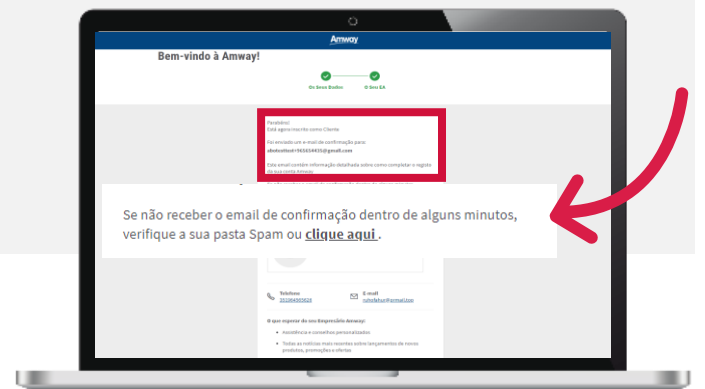 Amway
Bem-vindo à Amway!
Os Seus Dados
O Seu EA
Parabéns!
Está agora inscrito como Cliente
Foi enviado um e-mail de confirmação para:
Este email contém informação detalhada sobre como completar o registo
da sua conta Amway.
Se não receber o email de confirmação dentro de alguns minutos,
verifique a sua pasta Spam ou clique aqui .
Telefone
E-mail
O que esperar do seu Empresário Amway:
Assistência e conselhos personalizados
Todas as notícias mais recentes sobre lançamentos de novos
produtos, promoções e ofertas